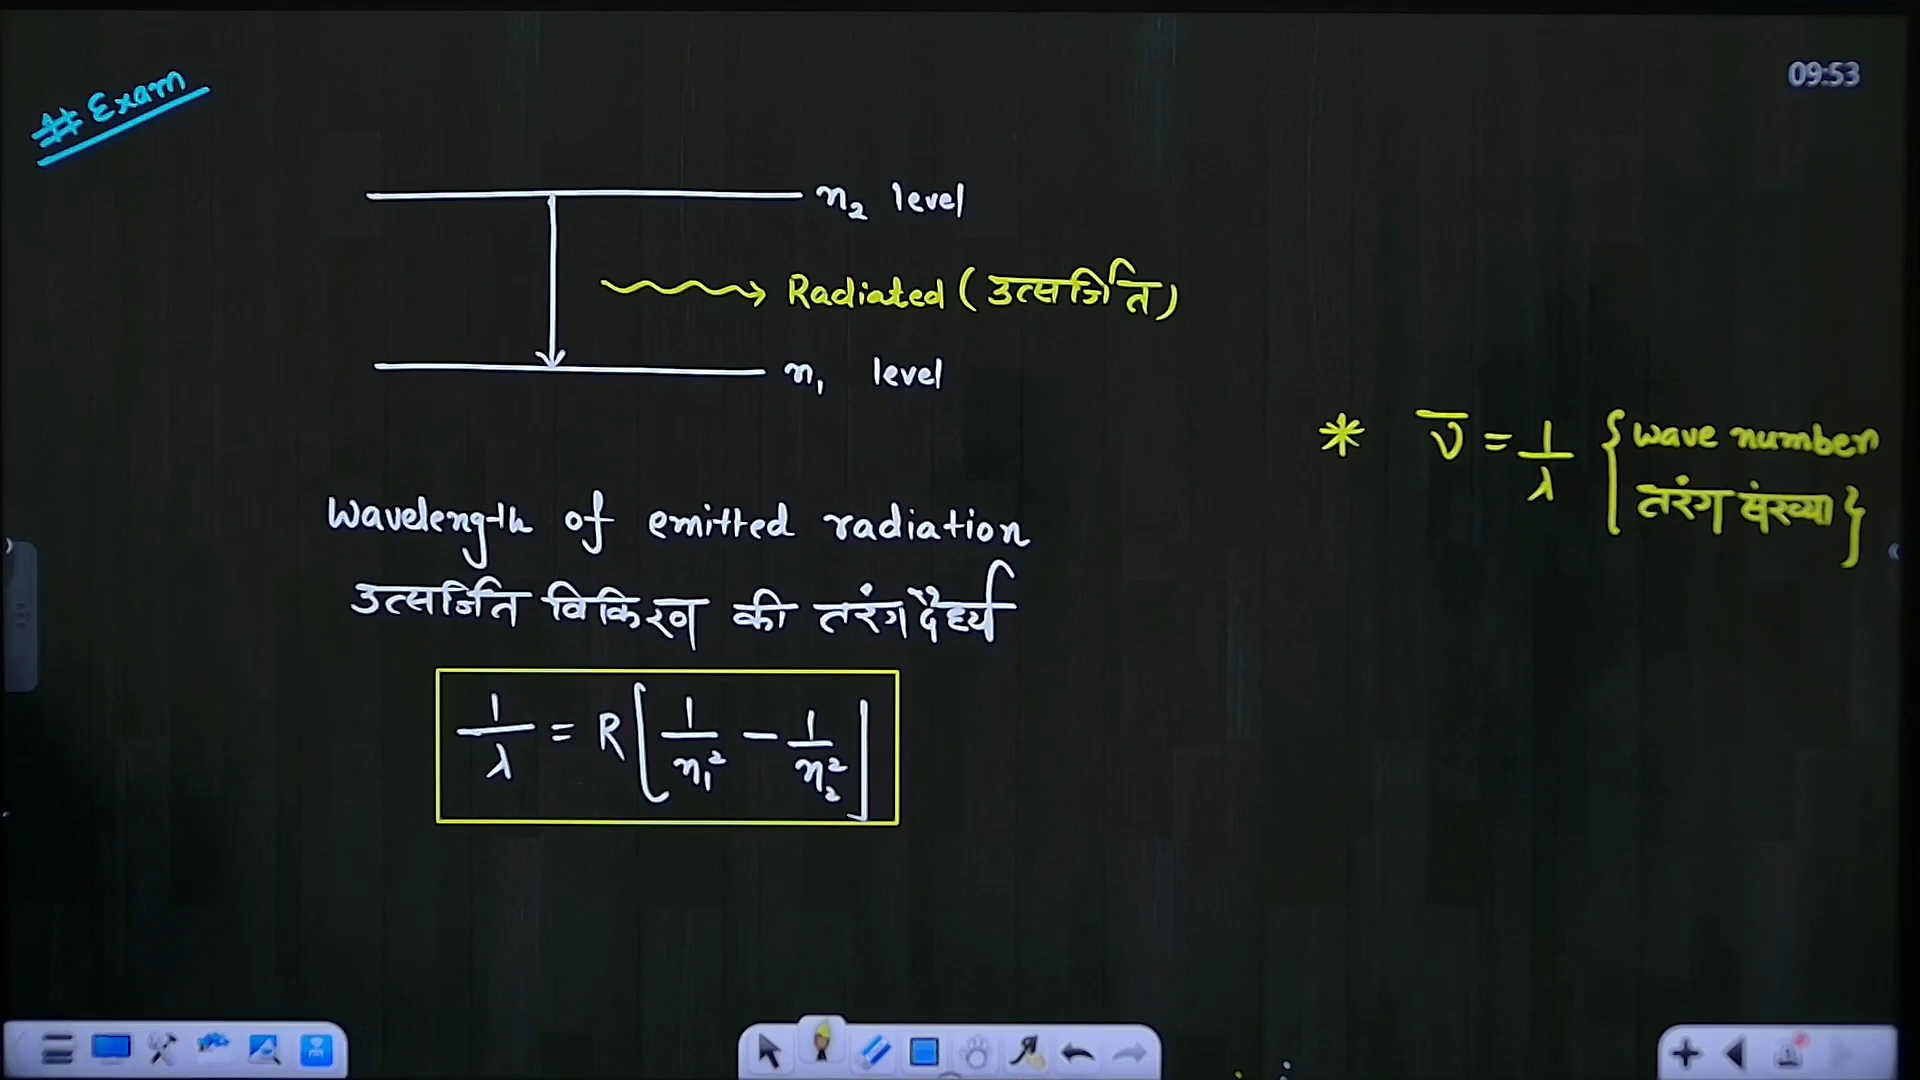 # Exam
09:53
n₂ level
Radiated (उत्सर्जित)
n₁ level
* ν̅ = 1/λ { wave number
तरंग संख्या }
Wavelength of emitted radiation
उत्सर्जित विकिरण की तरंगदैर्ध्य
1/λ = R[1/n₁² − 1/n₂²]